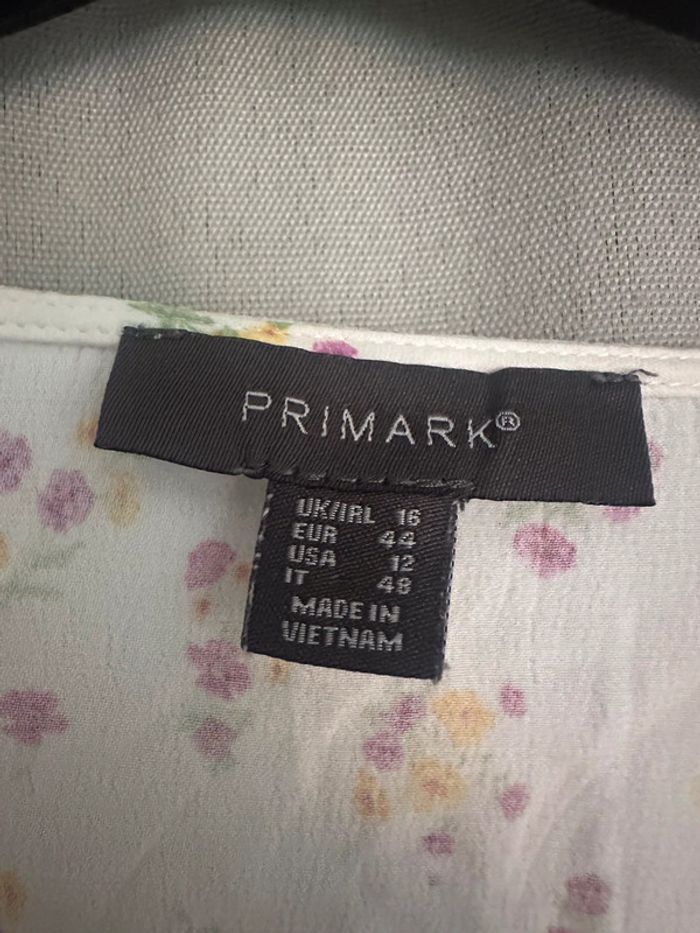 PRIMARK®
UK/IRL 16
EUR 44
USA 12
IT 48
MADE IN
VIETNAM